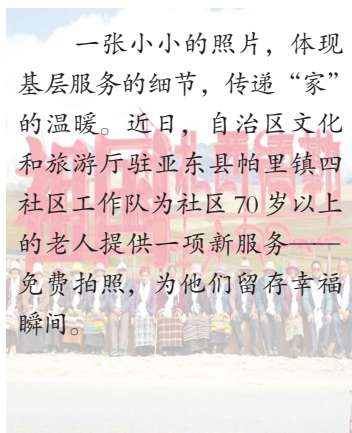 一张小小的照片，体现
基层服务的细节，传递“家”
的温暖。近日，自治区文化
和旅游厅驻亚东县帕里镇四
社区工作队为社区 70 岁以上
的老人提供一项新服务——
免费拍照，为他们留存幸福
瞬间。